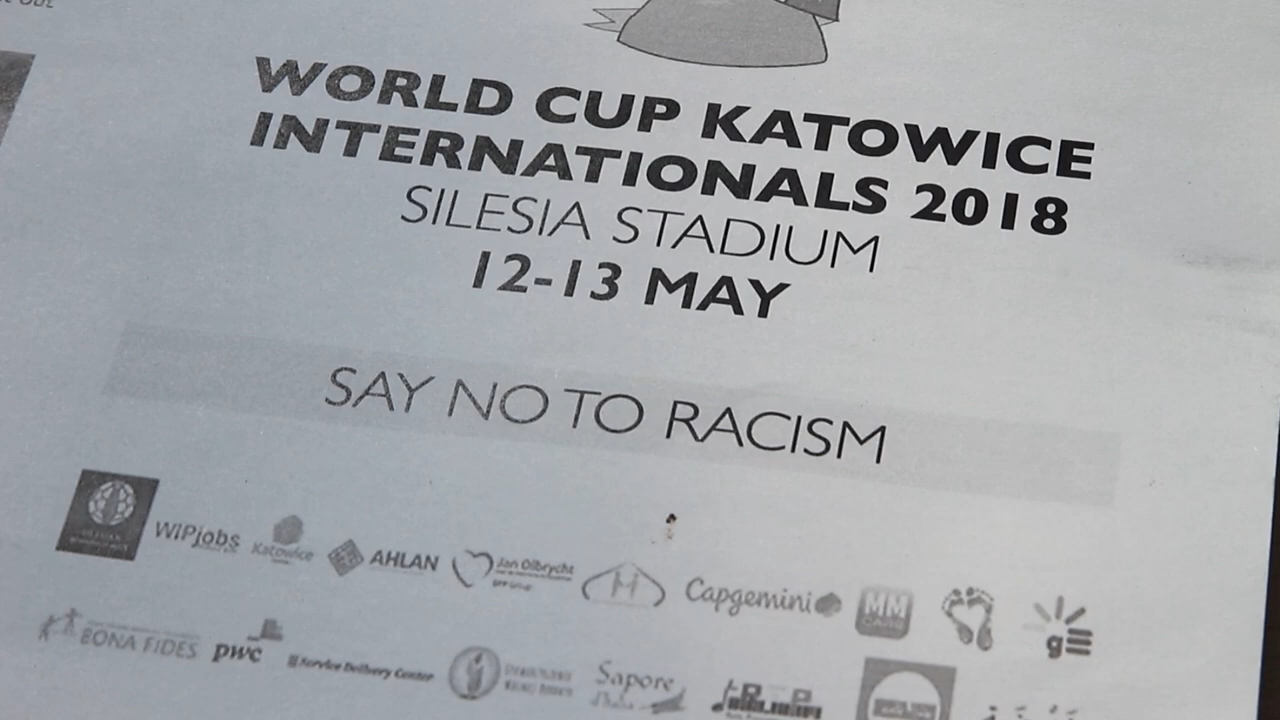 WORLD CUP KATOWICE
INTERNATIONALS 2018
SILESIA STADIUM
12-13 MAY
SAY NO TO RACISM
WIPjobs
Katowice
AHLAN
Jan Olbrycht
H
Capgemini
MM
g
BONA FIDES
pwc
Service Delivery Center
Sapore